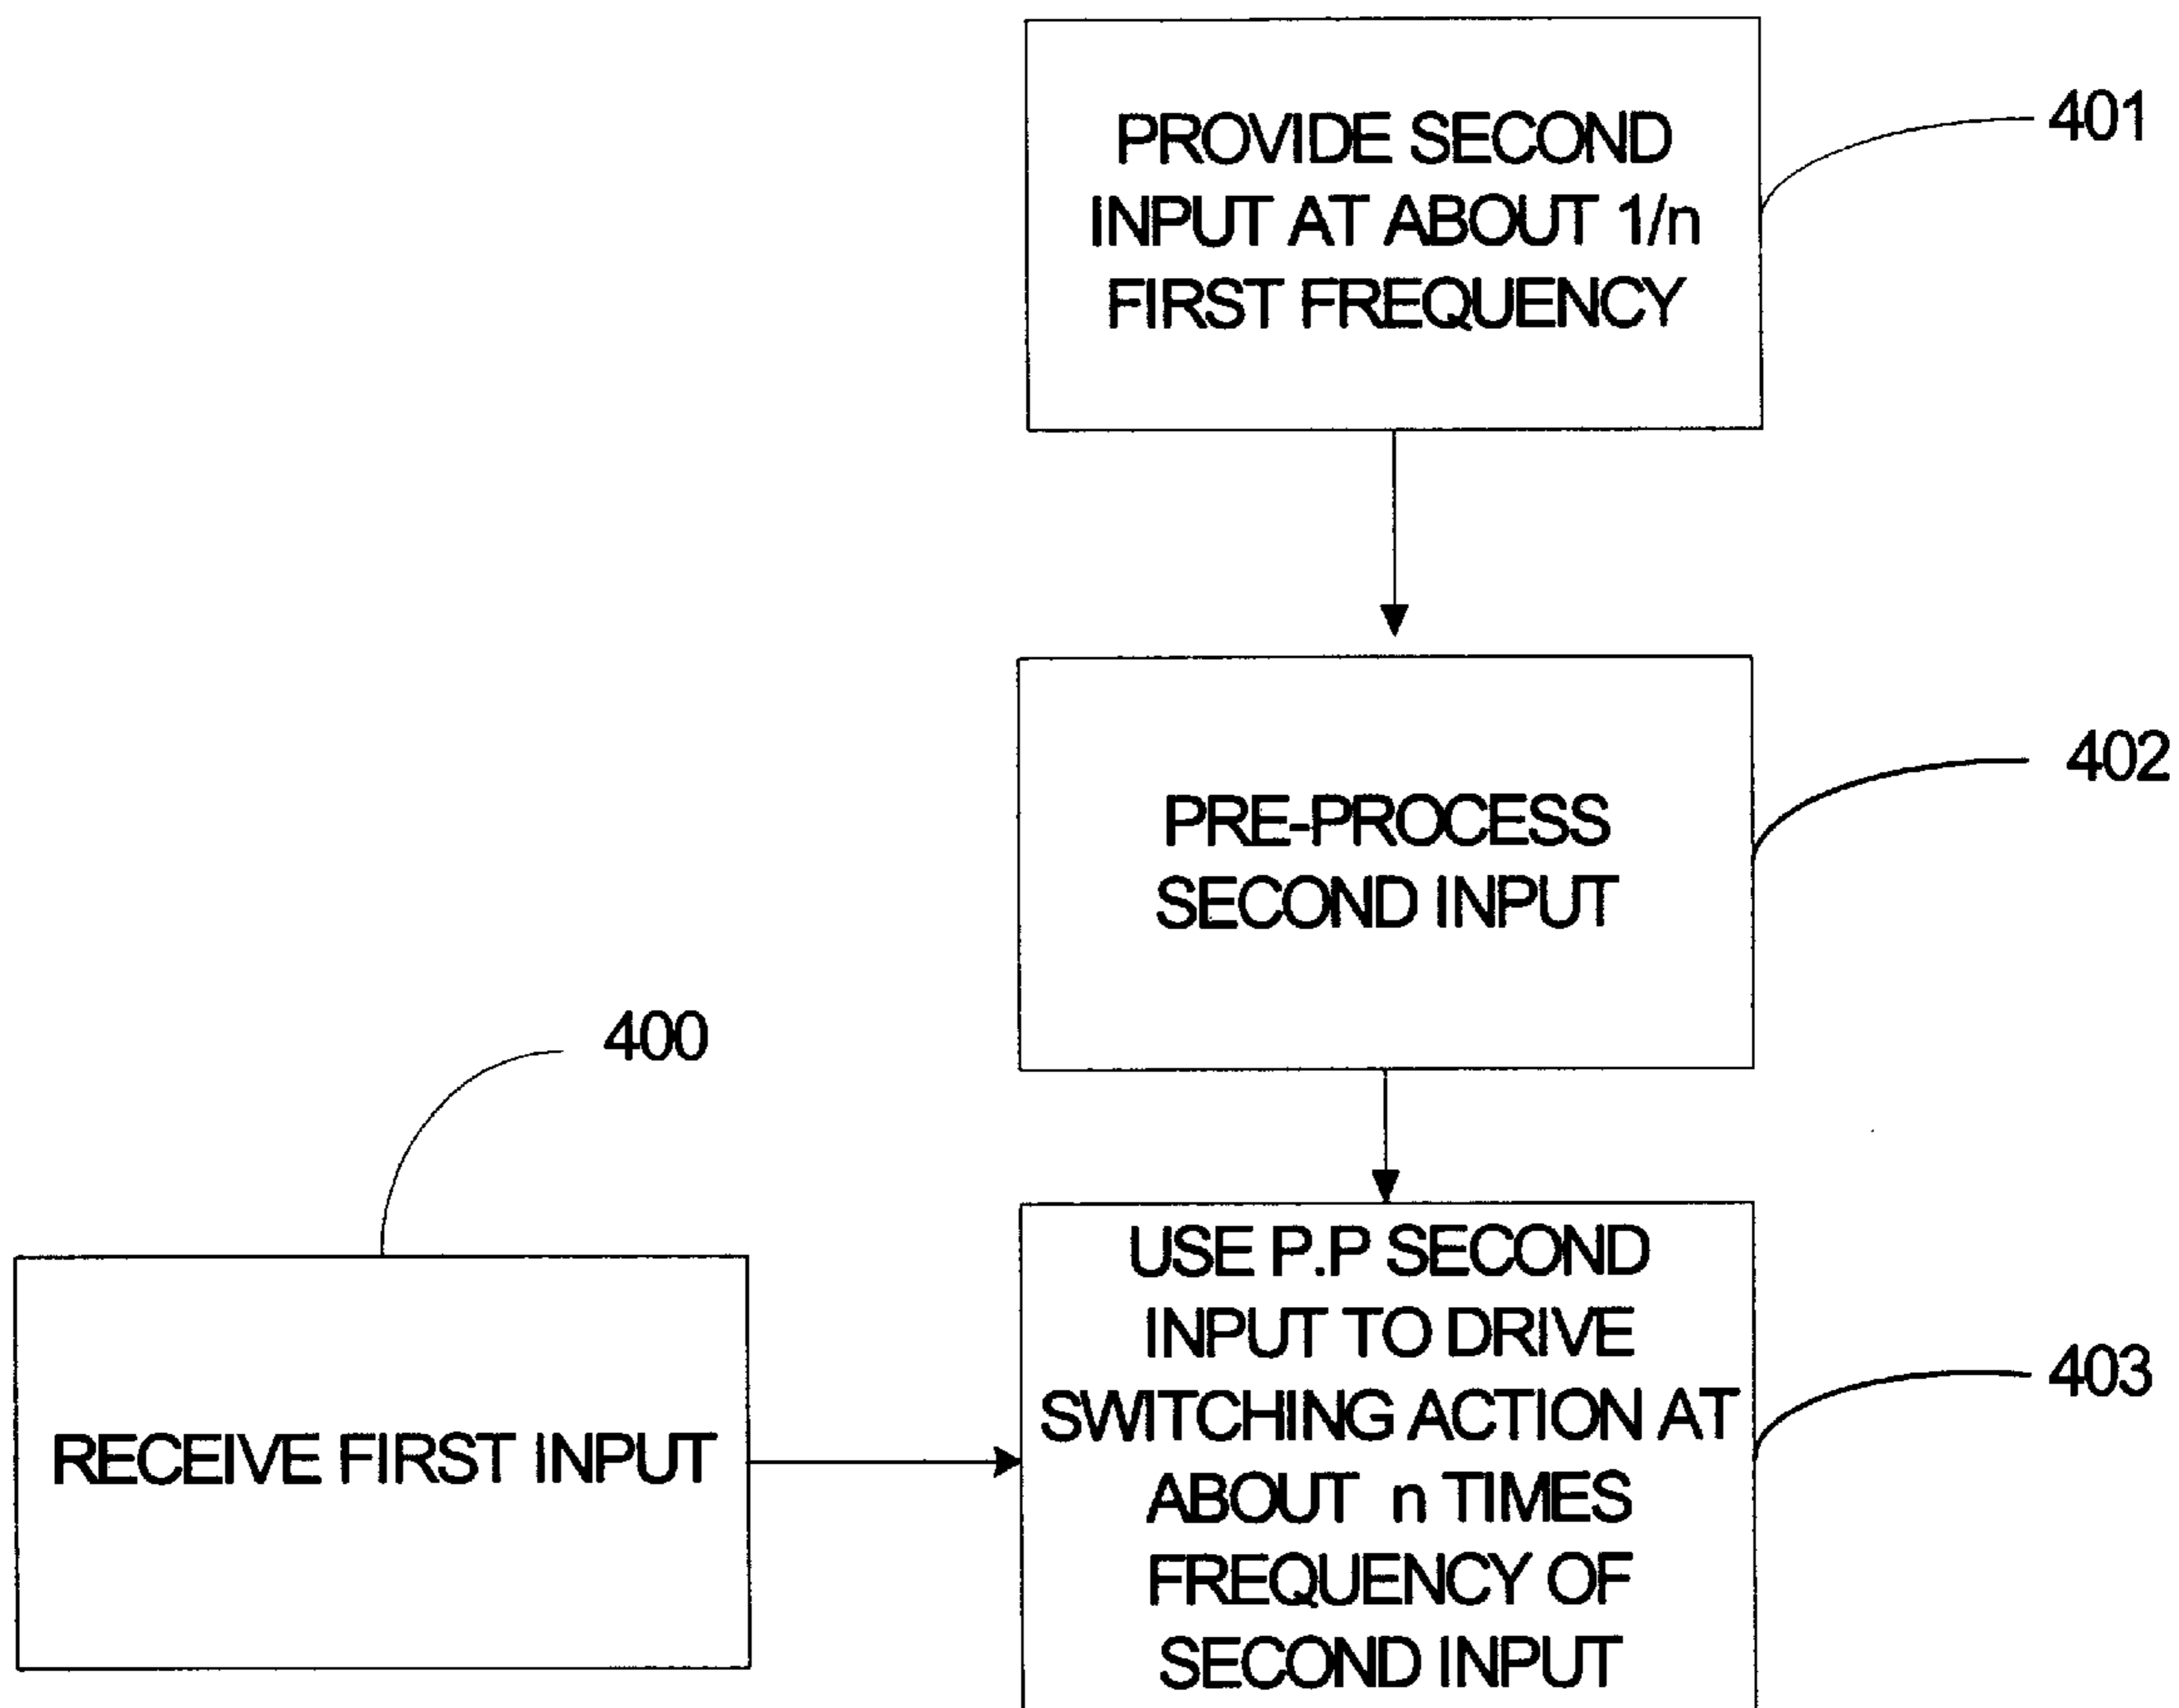 PROVIDE SECOND
INPUT AT ABOUT 1/n
FIRST FREQUENCY
401
PRE-PROCESS
SECOND INPUT
402
400
RECEIVE FIRST INPUT
USE P.P SECOND
INPUT TO DRIVE
SWITCHING ACTION AT
ABOUT n TIMES
FREQUENCY OF
SECOND INPUT
403